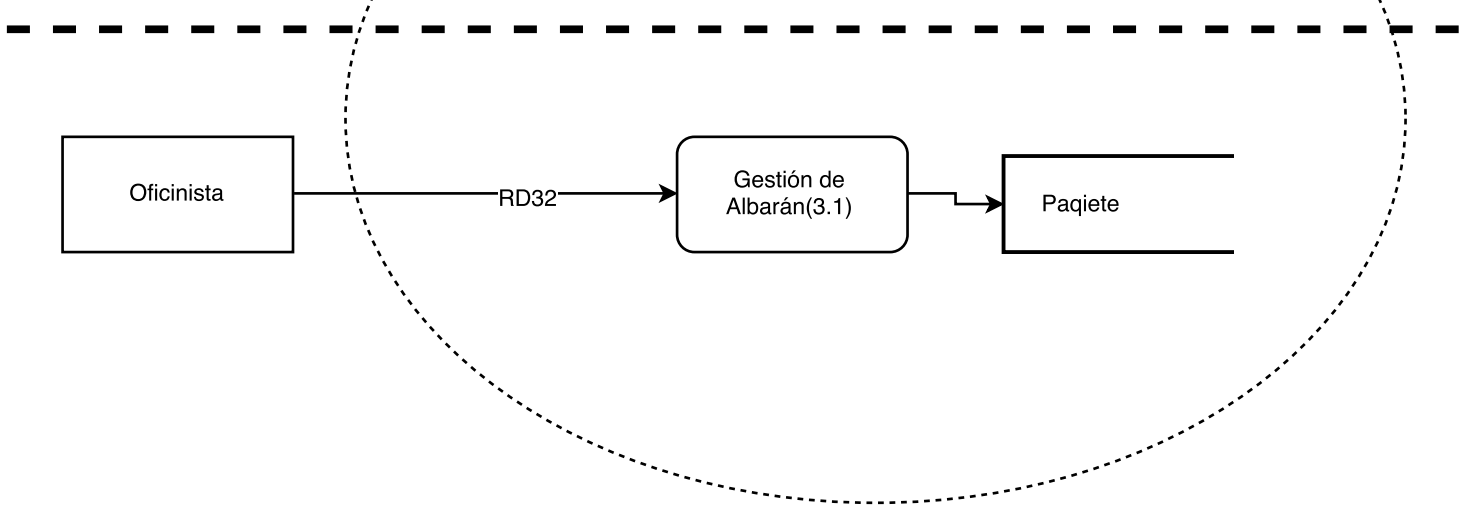 Oficinista
RD32
Gestión de
Albarán(3.1)
Paqiete